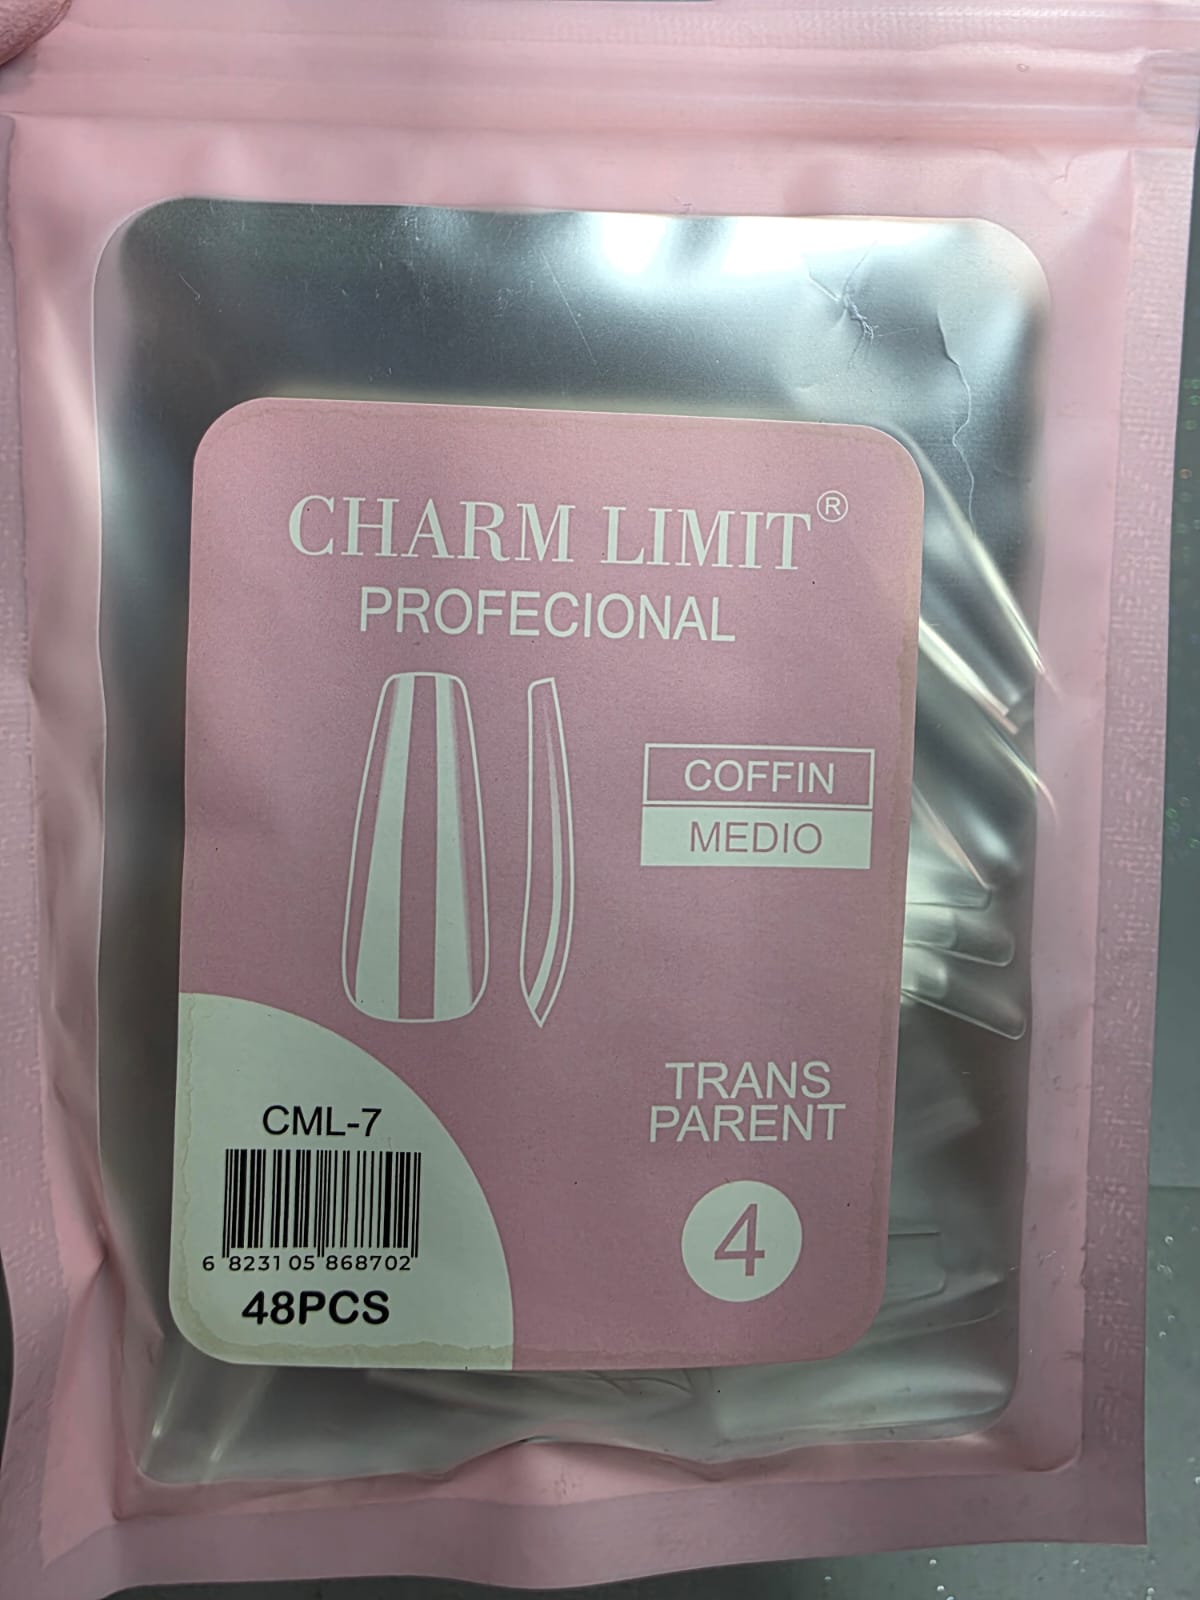 CHARM LIMIT®
PROFECIONAL
COFFIN
MEDIO
TRANS
PARENT
4
CML-7
6 823105 868702
48PCS